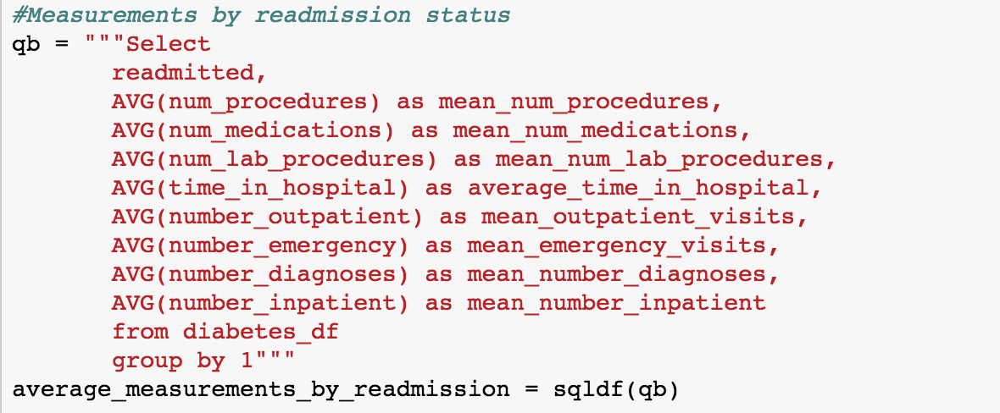 #Measurements by readmission status
qb = """Select
readmitted,
AVG(num_procedures) as mean_num_procedures,
AVG(num_medications) as mean_num_medications,
AVG(num_lab_procedures) as mean_num_lab_procedures,
AVG(time_in_hospital) as average_time_in_hospital,
AVG(number_outpatient) as mean_outpatient_visits,
AVG(number_emergency) as mean_emergency_visits,
AVG(number_diagnoses) as mean_number_diagnoses,
AVG(number_inpatient) as mean_number_inpatient
from diabetes_df
group by 1"""
average_measurements_by_readmission = sqldf(qb)